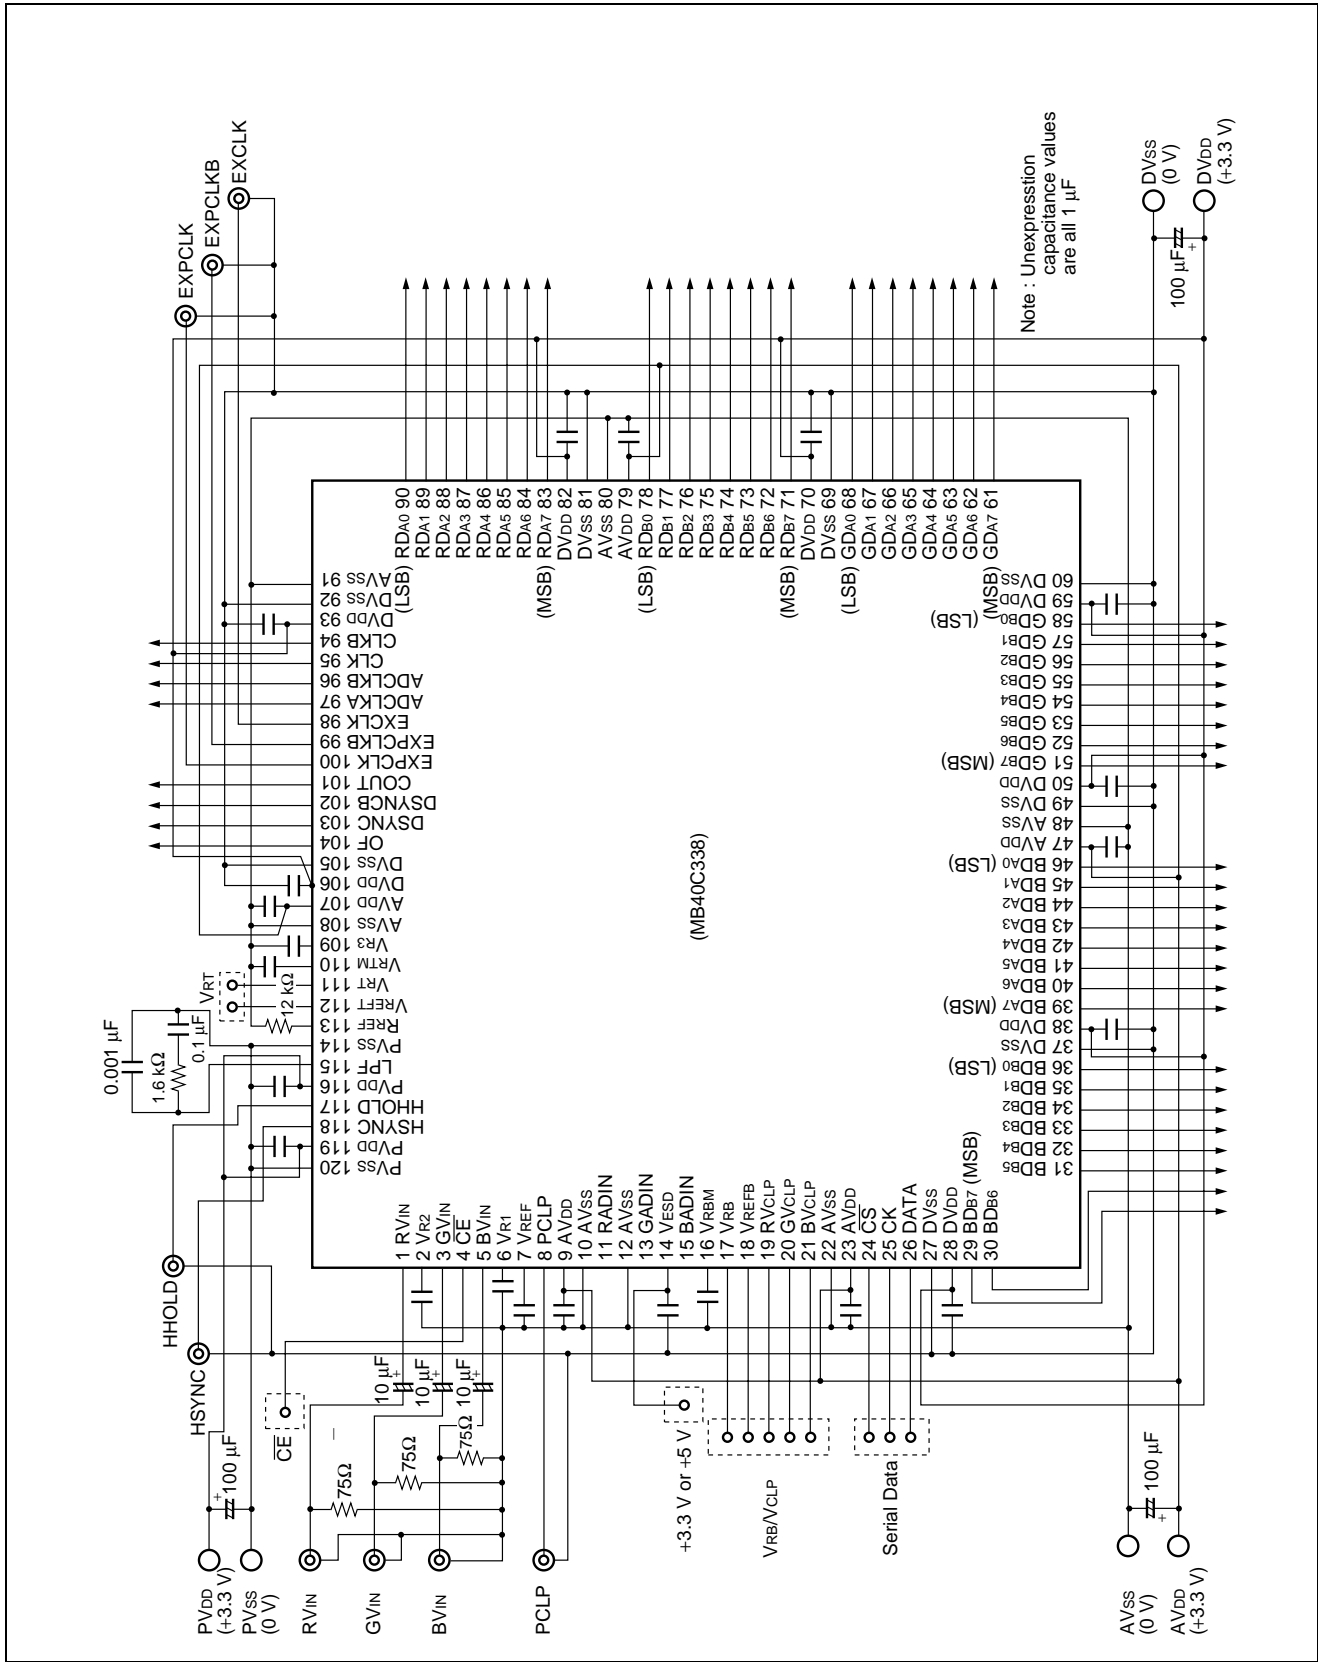 EXPCLK
EXPCLKB
EXCLK
Note : Unexpresstion
capacitance values
are all 1 µF
DVSS
(0 V)
DVDD
(+3.3 V)
100 µF
+
(LSB) RDA0 90
RDA1 89
RDA2 88
RDA3 87
RDA4 86
RDA5 85
RDA6 84
(MSB) RDA7 83
DVDD 82
DVSS 81
AVSS 80
AVDD 79
(LSB) RDB0 78
RDB1 77
RDB2 76
RDB3 75
RDB4 74
RDB5 73
RDB6 72
(MSB) RDB7 71
DVDD 70
DVSS 69
(LSB) GDA0 68
GDA1 67
GDA2 66
GDA3 65
GDA4 64
GDA5 63
GDA6 62
(MSB) GDA7 61
91 AVSS
92 DVSS
93 DVDD
94 CLKB
95 CLK
96 ADCLKB
97 ADCLKA
98 EXCLK
99 EXPCLKB
100 EXPCLK
101 COUT
102 DSYNCB
103 DSYNC
104 OF
105 DVSS
106 DVDD
107 AVDD
108 AVSS
109 VR3
110 VRTM
111 VRT
112 VREFT
113 RREF
114 PVSS
115 LPF
116 PVDD
117 HHOLD
118 HSYNC
119 PVDD
120 PVSS
VRT
12 kΩ
0.001 µF
0.1 µF
1.6 kΩ
(MB40C338)
60 DVSS
59 DVDD
58 GDB0 (LSB)
57 GDB1
56 GDB2
55 GDB3
54 GDB4
53 GDB5
52 GDB6
51 GDB7 (MSB)
50 DVDD
49 DVSS
48 AVSS
47 AVDD
46 BDA0 (LSB)
45 BDA1
44 BDA2
43 BDA3
42 BDA4
41 BDA5
40 BDA6
39 BDA7 (MSB)
38 DVDD
37 DVSS
36 BDB0 (LSB)
35 BDB1
34 BDB2
33 BDB3
32 BDB4
31 BDB5
1 RVIN
2 VR2
3 GVIN
4 CE
5 BVIN
6 VR1
7 VREF
8 PCLP
9 AVDD
10 AVSS
11 RADIN
12 AVSS
13 GADIN
14 VESD
15 BADIN
16 VRBM
17 VRB
18 VREFB
19 RVCLP
20 GVCLP
21 BVCLP
22 AVSS
23 AVDD
24 CS
25 CK
26 DATA
27 DVSS
28 DVDD
29 BDB7 (MSB)
30 BDB6
HHOLD
HSYNC
CE
10 µF
+
10 µF
+
10 µF
+
75Ω
75Ω
75Ω
+3.3 V or +5 V
VRB/VCLP
Serial Data
+
100 µF
PVDD
(+3.3 V)
PVSS
(0 V)
RVIN
GVIN
BVIN
PCLP
AVSS
(0 V)
AVDD
(+3.3 V)
100 µF
+